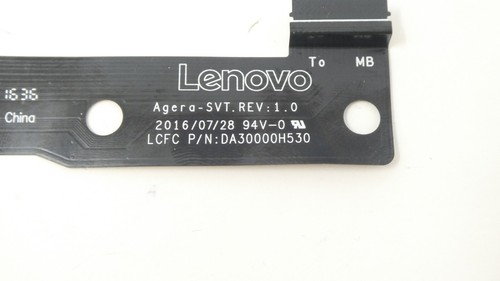 To MB
Lenovo
Agera-SVT.REV:1.0
1636
China
2016/07/28 94V-0
LCFC P/N:DA30000H530